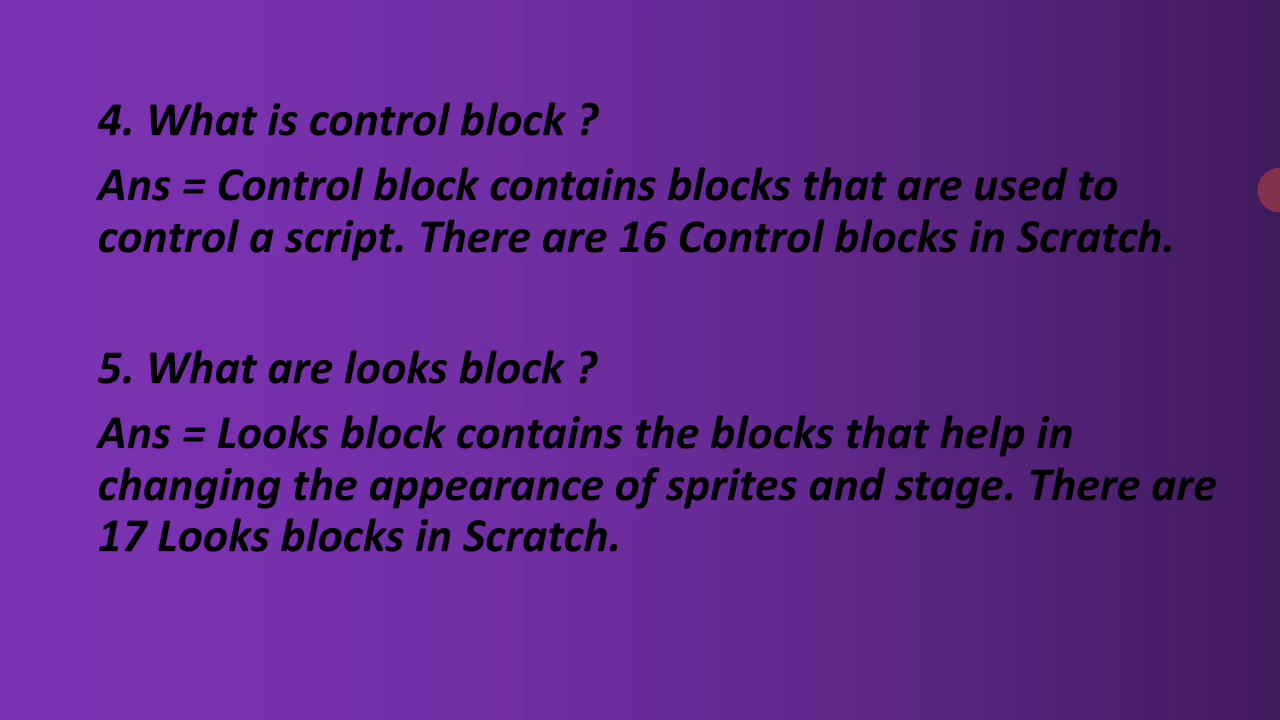 4. What is control block ?
Ans = Control block contains blocks that are used to
control a script. There are 16 Control blocks in Scratch.
5. What are looks block ?
Ans = Looks block contains the blocks that help in
changing the appearance of sprites and stage. There are
17 Looks blocks in Scratch.